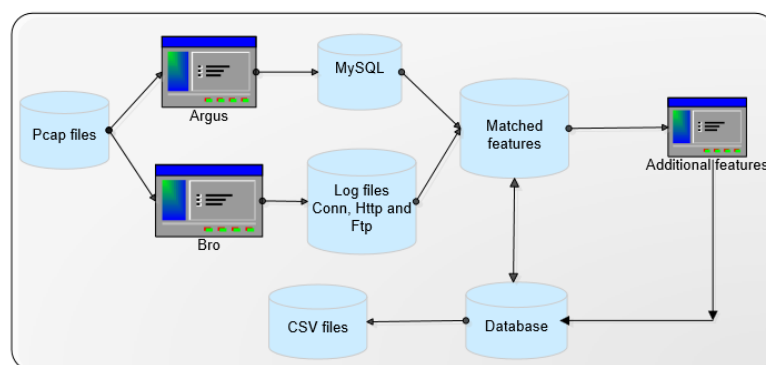 Pcap files
Argus
MySQL
Bro
Log files
Conn, Http and
Ftp
Matched
features
Additional features
Database
CSV files